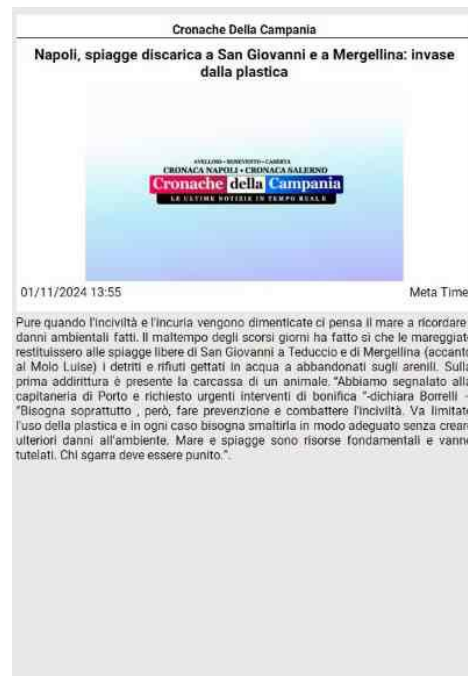 Cronache Della Campania
Napoli, spiagge discarica a San Giovanni e a Mergellina: invase
dalla plastica
AVELLINO • BENEVENTO • CASERTA
CRONACA NAPOLI • CRONACA SALERNO
Cronache della Campania
LE ULTIME NOTIZIE IN TEMPO REALE
01/11/2024 13:55 Meta Time
Pure quando l'inciviltà e l'incuria vengono dimenticate ci pensa il mare a ricordare
danni ambientali fatti. Il maltempo degli scorsi giorni ha fatto sì che le mareggiate
restituissero alle spiagge libere di San Giovanni a Teduccio e di Mergellina (accanto
al Molo Luise) i detriti e rifiuti gettati in acqua a abbandonati sugli arenili. Sulla
prima addirittura è presente la carcassa di un animale. "Abbiamo segnalato alla
capitaneria di Porto e richiesto urgenti interventi di bonifica "-dichiara Borrelli -
"Bisogna soprattutto , però, fare prevenzione e combattere l'inciviltà. Va limitato
l'uso della plastica e in ogni caso bisogna smaltirla in modo adeguato senza creare
ulteriori danni all'ambiente. Mare e spiagge sono risorse fondamentali e vanno
tutelati. Chi sgarra deve essere punito.".